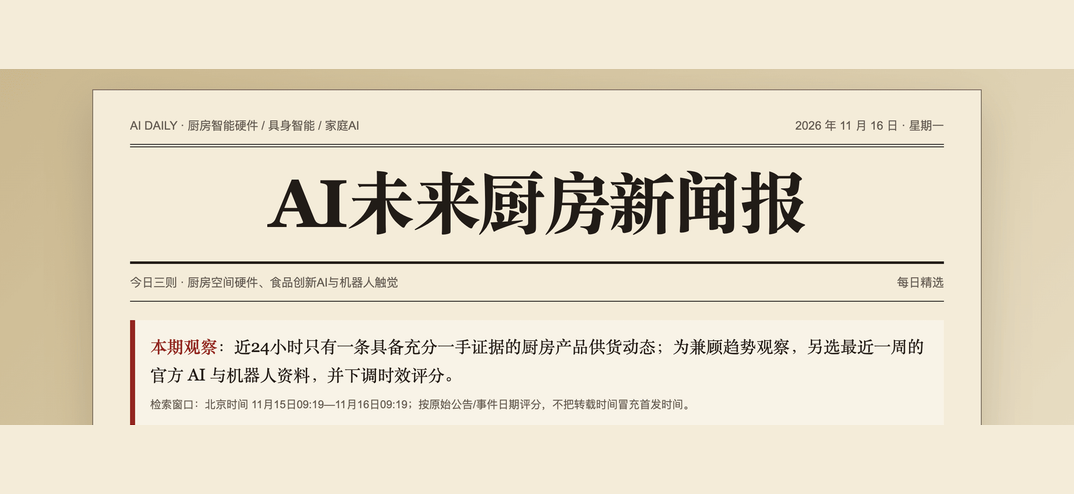 AI DAILY · 厨房智能硬件 / 具身智能 / 家庭AI
2026 年 11 月 16 日 · 星期一
AI未来厨房新闻报
今日三则 · 厨房空间硬件、食品创新AI与机器人触觉
每日精选
本期观察：近24小时只有一条具备充分一手证据的厨房产品供货动态；为兼顾趋势观察，另选最近一周的
官方 AI 与机器人资料，并下调时效评分。
检索窗口：北京时间 11月15日09:19—11月16日09:19；按原始公告/事件日期评分，不把转载时间冒充首发时间。